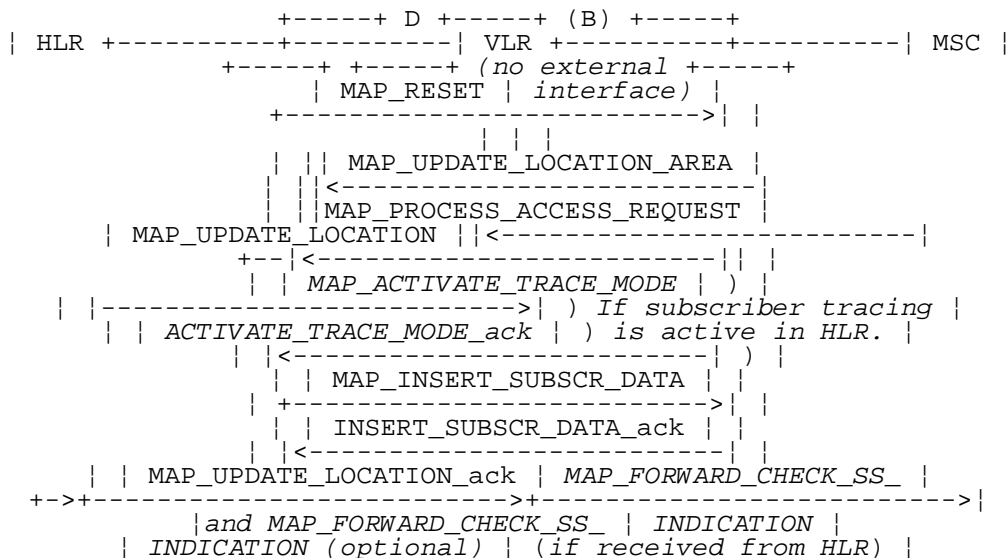 +-----+ D +-----+ (B) +-----+
¦ HLR +----------+----------¦ VLR +----------+----------¦ MSC ¦
+-----+ +-----+ (no external +-----+
¦ MAP_RESET ¦ interface) ¦
+-------------------------->¦ ¦
¦ ¦ ¦
¦ ¦¦ MAP_UPDATE_LOCATION_AREA ¦
¦ ¦¦<--------------------------¦
¦ ¦¦MAP_PROCESS_ACCESS_REQUEST ¦
¦ MAP_UPDATE_LOCATION ¦¦<--------------------------¦
+--¦<-------------------------¦¦ ¦
¦ ¦ MAP_ACTIVATE_TRACE_MODE ¦ ) ¦
¦ ¦-------------------------->¦ ) If subscriber tracing ¦
¦ ¦ ACTIVATE_TRACE_MODE_ack ¦ ) is active in HLR. ¦
¦ ¦<--------------------------¦ ) ¦
¦ ¦ MAP_INSERT_SUBSCR_DATA ¦ ¦
¦ +-------------------------->¦ ¦
¦ ¦ INSERT_SUBSCR_DATA_ack ¦ ¦
¦ ¦<--------------------------¦ ¦
¦ ¦ MAP_UPDATE_LOCATION_ack ¦ MAP_FORWARD_CHECK_SS_ ¦
+->+-------------------------->+-------------------------->¦
¦and MAP_FORWARD_CHECK_SS_ ¦ INDICATION ¦
¦ INDICATION (optional) ¦ (if received from HLR) ¦